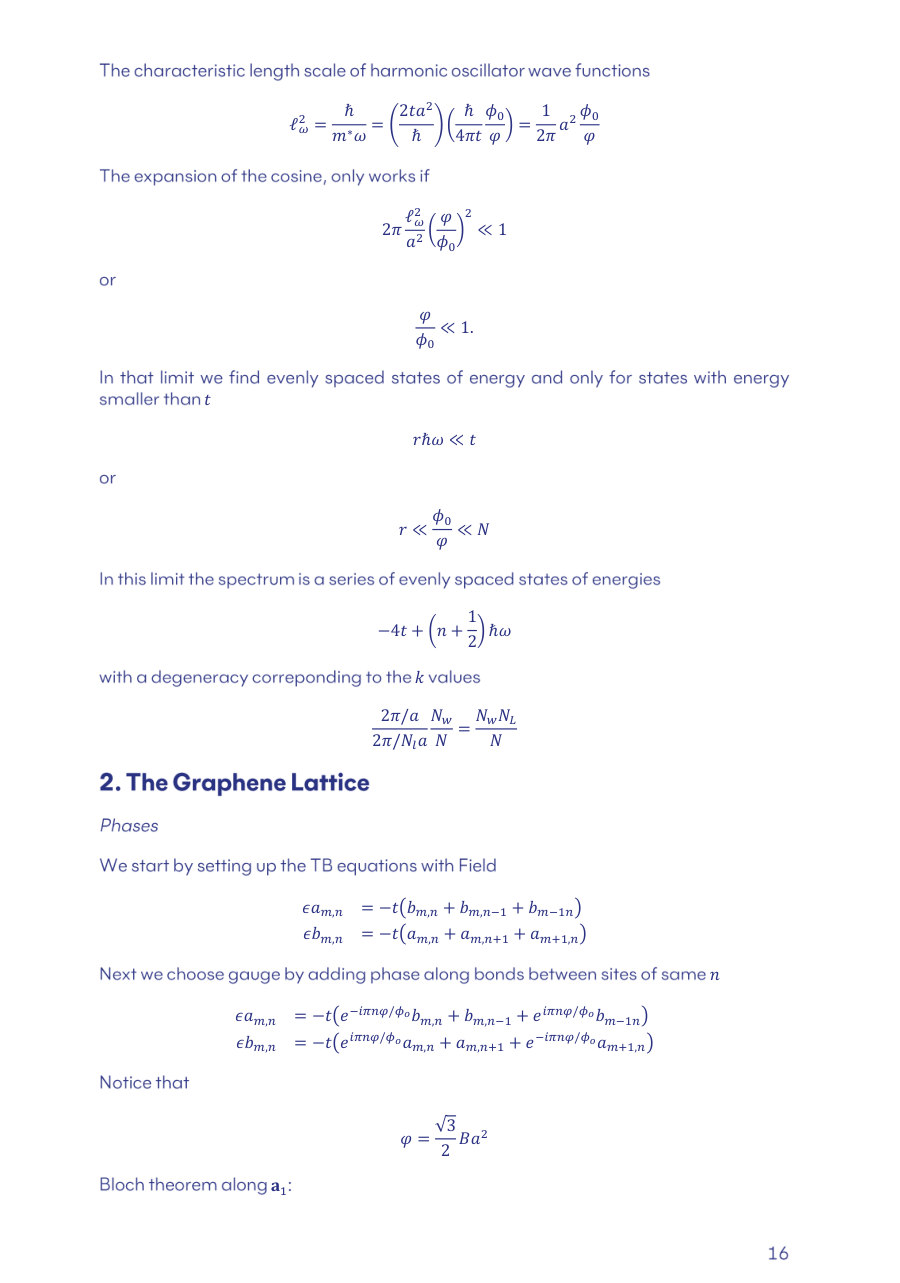 The characteristic length scale of harmonic oscillator wave functions
ℓ_ω^2 = ħ/(m*ω) = (2ta^2/ħ)(ħ/(4πt) ϕ_0/φ) = 1/(2π) a^2 ϕ_0/φ
The expansion of the cosine, only works if
2π ℓ_ω^2/a^2 (φ/ϕ_0)^2 ≪ 1
or
φ/ϕ_0 ≪ 1.
In that limit we find evenly spaced states of energy and only for states with energy
smaller than t
rħω ≪ t
or
r ≪ ϕ_0/φ ≪ N
In this limit the spectrum is a series of evenly spaced states of energies
−4t + (n + 1/2) ħω
with a degeneracy correponding to the k values
(2π/a)/(2π/N_l a) N_w/N = N_w N_L/N
2. The Graphene Lattice
Phases
We start by setting up the TB equations with Field
ϵa_{m,n} = −t(b_{m,n} + b_{m,n−1} + b_{m−1n})
ϵb_{m,n} = −t(a_{m,n} + a_{m,n+1} + a_{m+1,n})
Next we choose gauge by adding phase along bonds between sites of same n
ϵa_{m,n} = −t(e^{−iπnφ/ϕ_o} b_{m,n} + b_{m,n−1} + e^{iπnφ/ϕ_o} b_{m−1n})
ϵb_{m,n} = −t(e^{iπnφ/ϕ_o} a_{m,n} + a_{m,n+1} + e^{−iπnφ/ϕ_o} a_{m+1,n})
Notice that
φ = √3/2 Ba^2
Bloch theorem along a_1:
16